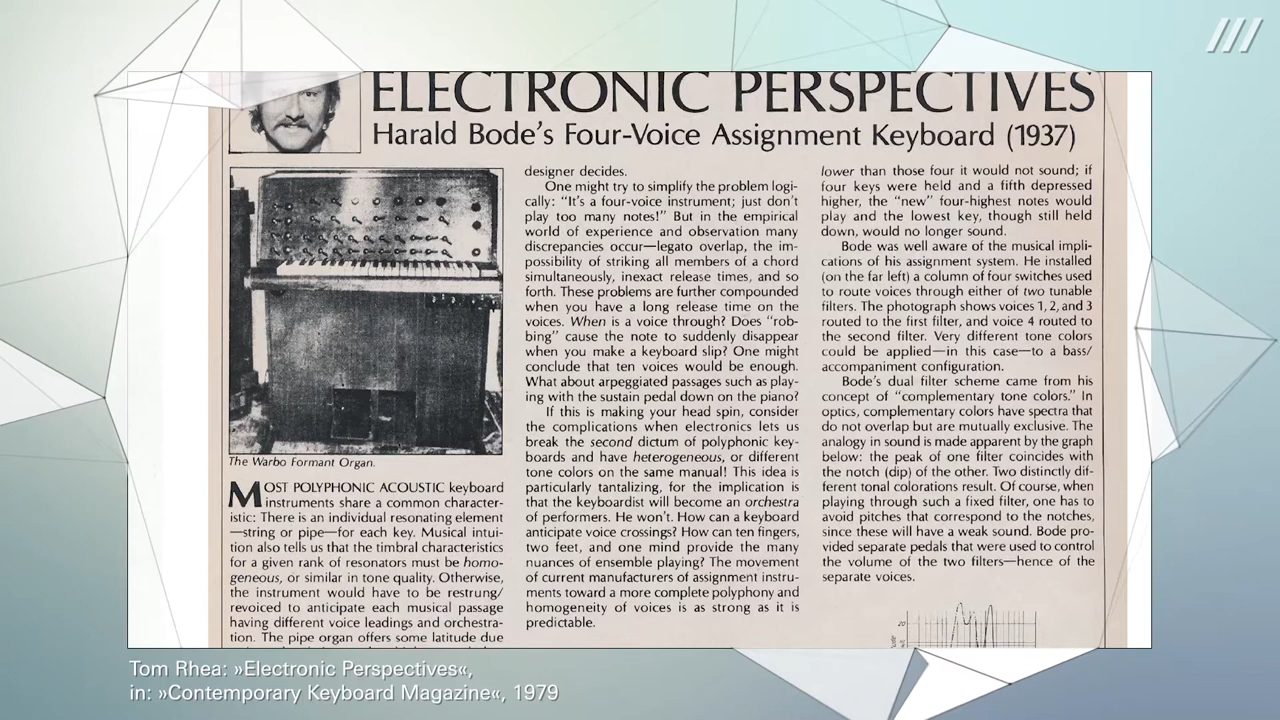 ELECTRONIC PERSPECTIVES
Harald Bode's Four-Voice Assignment Keyboard (1937)
The Warbo Formant Organ.
MOST POLYPHONIC ACOUSTIC keyboard
instruments share a common character-
istic: There is an individual resonating element
—string or pipe—for each key. Musical intui-
tion also tells us that the timbral characteristics
for a given rank of resonators must be homo-
geneous, or similar in tone quality. Otherwise,
the instrument would have to be restrung/
revoiced to anticipate each musical passage
having different voice leadings and orchestra-
tion. The pipe organ offers some latitude due
designer decides.
One might try to simplify the problem logi-
cally: "It's a four-voice instrument; just don't
play too many notes!" But in the empirical
world of experience and observation many
discrepancies occur—legato overlap, the im-
possibility of striking all members of a chord
simultaneously, inexact release times, and so
forth. These problems are further compounded
when you have a long release time on the
voices. When is a voice through? Does "rob-
bing" cause the note to suddenly disappear
when you make a keyboard slip? One might
conclude that ten voices would be enough.
What about arpeggiated passages such as play-
ing with the sustain pedal down on the piano?
If this is making your head spin, consider
the complications when electronics lets us
break the second dictum of polyphonic key-
boards and have heterogeneous, or different
tone colors on the same manual! This idea is
particularly tantalizing, for the implication is
that the keyboardist will become an orchestra
of performers. He won't. How can a keyboard
anticipate voice crossings? How can ten fingers,
two feet, and one mind provide the many
nuances of ensemble playing? The movement
of current manufacturers of assignment instru-
ments toward a more complete polyphony and
homogeneity of voices is as strong as it is
predictable.
lower than those four it would not sound; if
four keys were held and a fifth depressed
higher, the "new" four-highest notes would
play and the lowest key, though still held
down, would no longer sound.
Bode was well aware of the musical impli-
cations of his assignment system. He installed
(on the far left) a column of four switches used
to route voices through either of two tunable
filters. The photograph shows voices 1, 2, and 3
routed to the first filter, and voice 4 routed to
the second filter. Very different tone colors
could be applied—in this case—to a bass/
accompaniment configuration.
Bode's dual filter scheme came from his
concept of "complementary tone colors." In
optics, complementary colors have spectra that
do not overlap but are mutually exclusive. The
analogy in sound is made apparent by the graph
below: the peak of one filter coincides with
the notch (dip) of the other. Two distinctly dif-
ferent tonal colorations result. Of course, when
playing through such a fixed filter, one has to
avoid pitches that correspond to the notches,
since these will have a weak sound. Bode pro-
vided separate pedals that were used to control
the volume of the two filters—hence of the
separate voices.
20
Tom Rhea: »Electronic Perspectives«,
in: »Contemporary Keyboard Magazine«, 1979